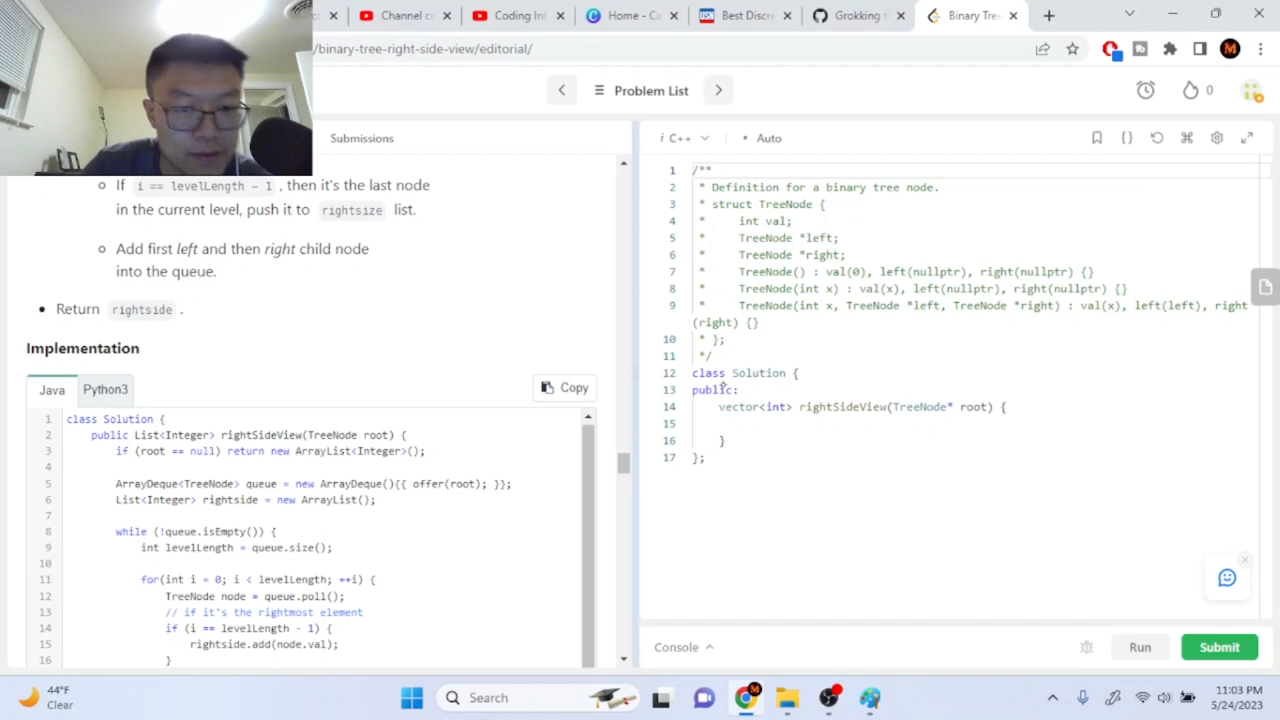 Channel co
Coding Int
Home - Ca
Best Discre
Grokking t
Binary Tree
/binary-tree-right-side-view/editorial/
M
Problem List
0
Submissions
i C++
• Auto
○ If i == levelLength - 1 , then it's the last node
in the current level, push it to rightsize list.
○ Add first left and then right child node
into the queue.
• Return rightside .
Implementation
Java
Python3
Copy
1 class Solution {
2 public List<Integer> rightSideView(TreeNode root) {
3 if (root == null) return new ArrayList<Integer>();
4
5 ArrayDeque<TreeNode> queue = new ArrayDeque(){{ offer(root); }};
6 List<Integer> rightside = new ArrayList();
7
8 while (!queue.isEmpty()) {
9 int levelLength = queue.size();
10
11 for(int i = 0; i < levelLength; ++i) {
12 TreeNode node = queue.poll();
13 // if it's the rightmost element
14 if (i == levelLength - 1) {
15 rightside.add(node.val);
16 }
1 /**
2 * Definition for a binary tree node.
3 * struct TreeNode {
4 * int val;
5 * TreeNode *left;
6 * TreeNode *right;
7 * TreeNode() : val(0), left(nullptr), right(nullptr) {}
8 * TreeNode(int x) : val(x), left(nullptr), right(nullptr) {}
9 * TreeNode(int x, TreeNode *left, TreeNode *right) : val(x), left(left), right
(right) {}
10 * };
11 */
12 class Solution {
13 public:
14 vector<int> rightSideView(TreeNode* root) {
15
16 }
17 };
Console
Run
Submit
44°F
Clear
Search
M
11:03 PM
5/24/2023